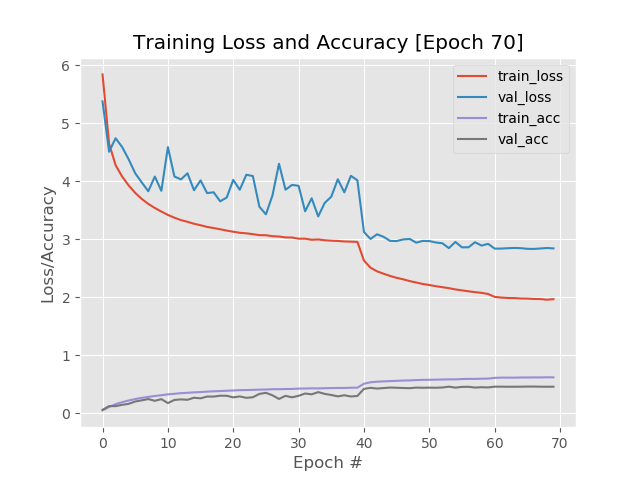 Training Loss and Accuracy [Epoch 70]
train_loss
val_loss
train_acc
val_acc
6
5
4
3
2
1
0
Loss/Accuracy
0 10 20 30 40 50 60 70
Epoch #